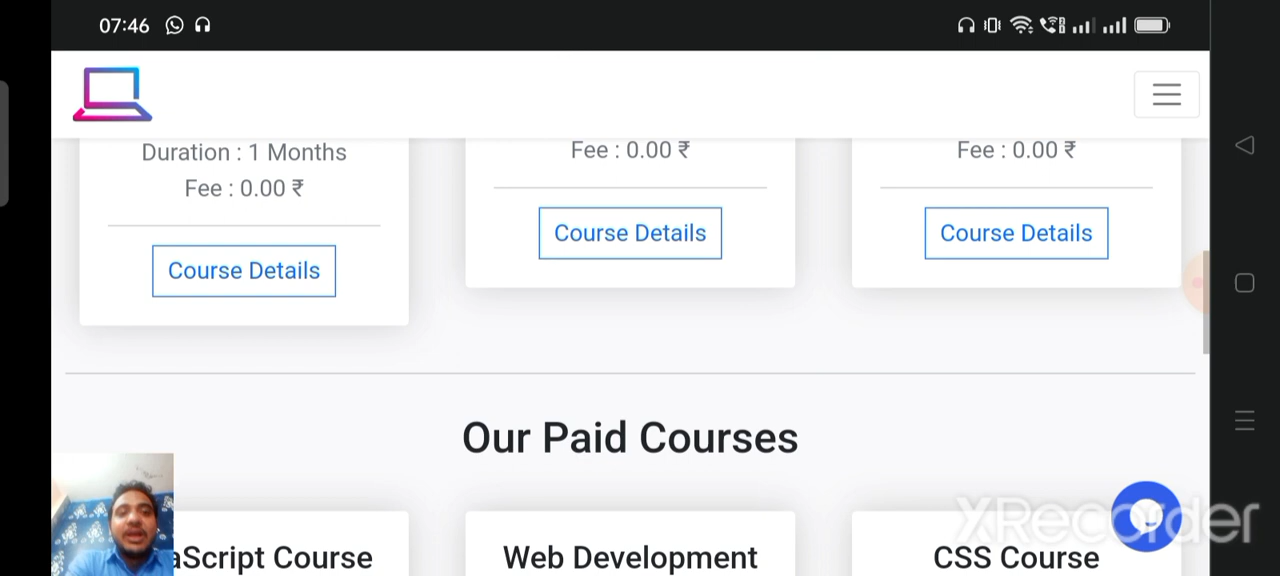 07:46
Duration : 1 Months
Fee : 0.00 ₹
Course Details
Fee : 0.00 ₹
Course Details
Fee : 0.00 ₹
Course Details
Our Paid Courses
aScript Course
Web Development
CSS Course
XRecorder